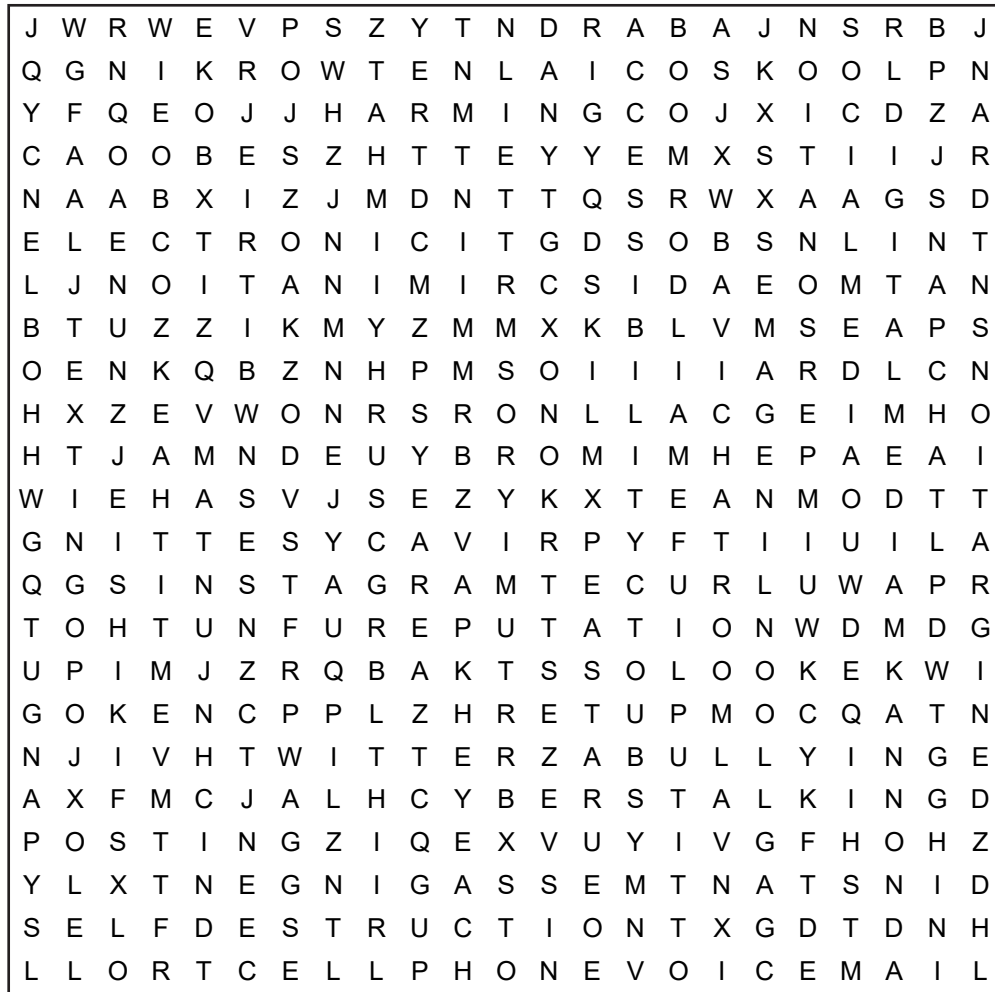 J W R W E V P S Z Y T N D R A B A J N S R B J
Q G N I K R O W T E N L A I C O S K O O L P N
Y F Q E O J J H A R M I N G C O J X I C D Z A
C A O O B E S Z H T T E Y Y E M X S T I I J R
N A A B X I Z J M D N T T Q S R W X A A G S D
E L E C T R O N I C I T G D S O B S N L I N T
L J N O I T A N I M I R C S I D A E O M T A N
B T U Z Z I K M Y Z M M X K B L V M S E A P S
O E N K Q B Z N H P M S O I I I I A R D L C N
H X Z E V W O N R S R O N L L A C G E I M H O
H T J A M N D E U Y B R O M I M H E P A E A I
W I E H A S V J S E Z Y K X T E A N M O D T T
G N I T T E S Y C A V I R P Y F T I I U I L A
Q G S I N S T A G R A M T E C U R L U W A P R
T O H T U N F U R E P U T A T I O N W D M D G
U P I M J Z R Q B A K T S S O L O O K E K W I
G O K E N C P P L Z H R E T U P M O C Q A T N
N J I V H T W I T T E R Z A B U L L Y I N G E
A X F M C J A L H C Y B E R S T A L K I N G D
P O S T I N G Z I Q E X V U Y I V G F H O H Z
Y L X T N E G N I G A S S E M T N A T S N I D
S E L F D E S T R U C T I O N T X G D T D N H
L L O R T C E L L P H O N E V O I C E M A I L